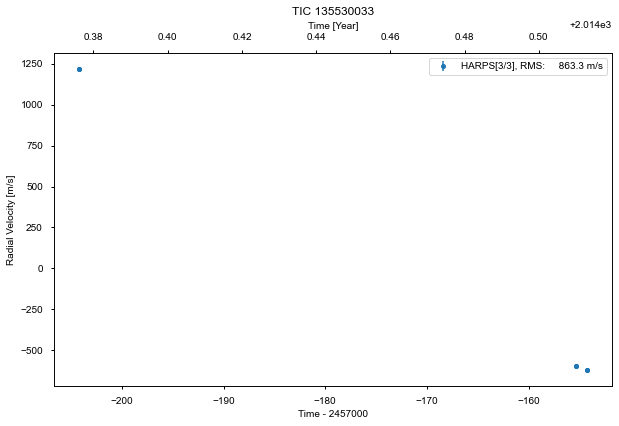 TIC 135530033
Time [Year]
+2.014e3
0.38 0.40 0.42 0.44 0.46 0.48 0.50
HARPS[3/3], RMS: 863.3 m/s
1250
1000
750
500
250
0
−250
−500
Radial Velocity [m/s]
−200 −190 −180 −170 −160
Time - 2457000